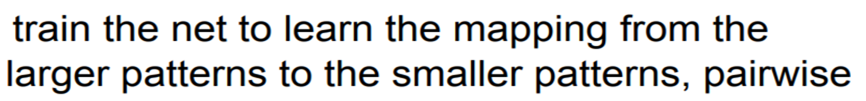 train the net to learn the mapping from the
larger patterns to the smaller patterns, pairwise